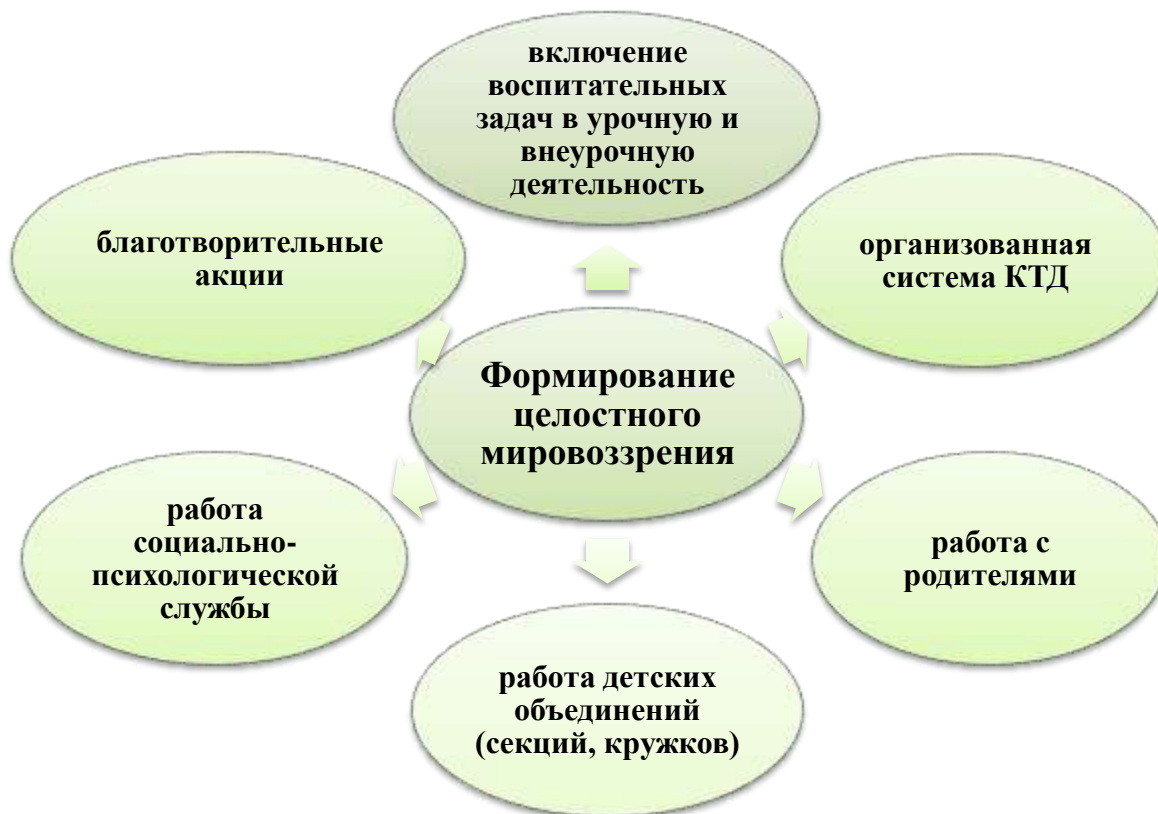 включение
воспитательных
задач в урочную и
внеурочную
деятельность
благотворительные
акции
организованная
система КТД
Формирование
целостного
мировоззрения
работа
социально-
психологической
службы
работа с
родителями
работа детских
объединений
(секций, кружков)